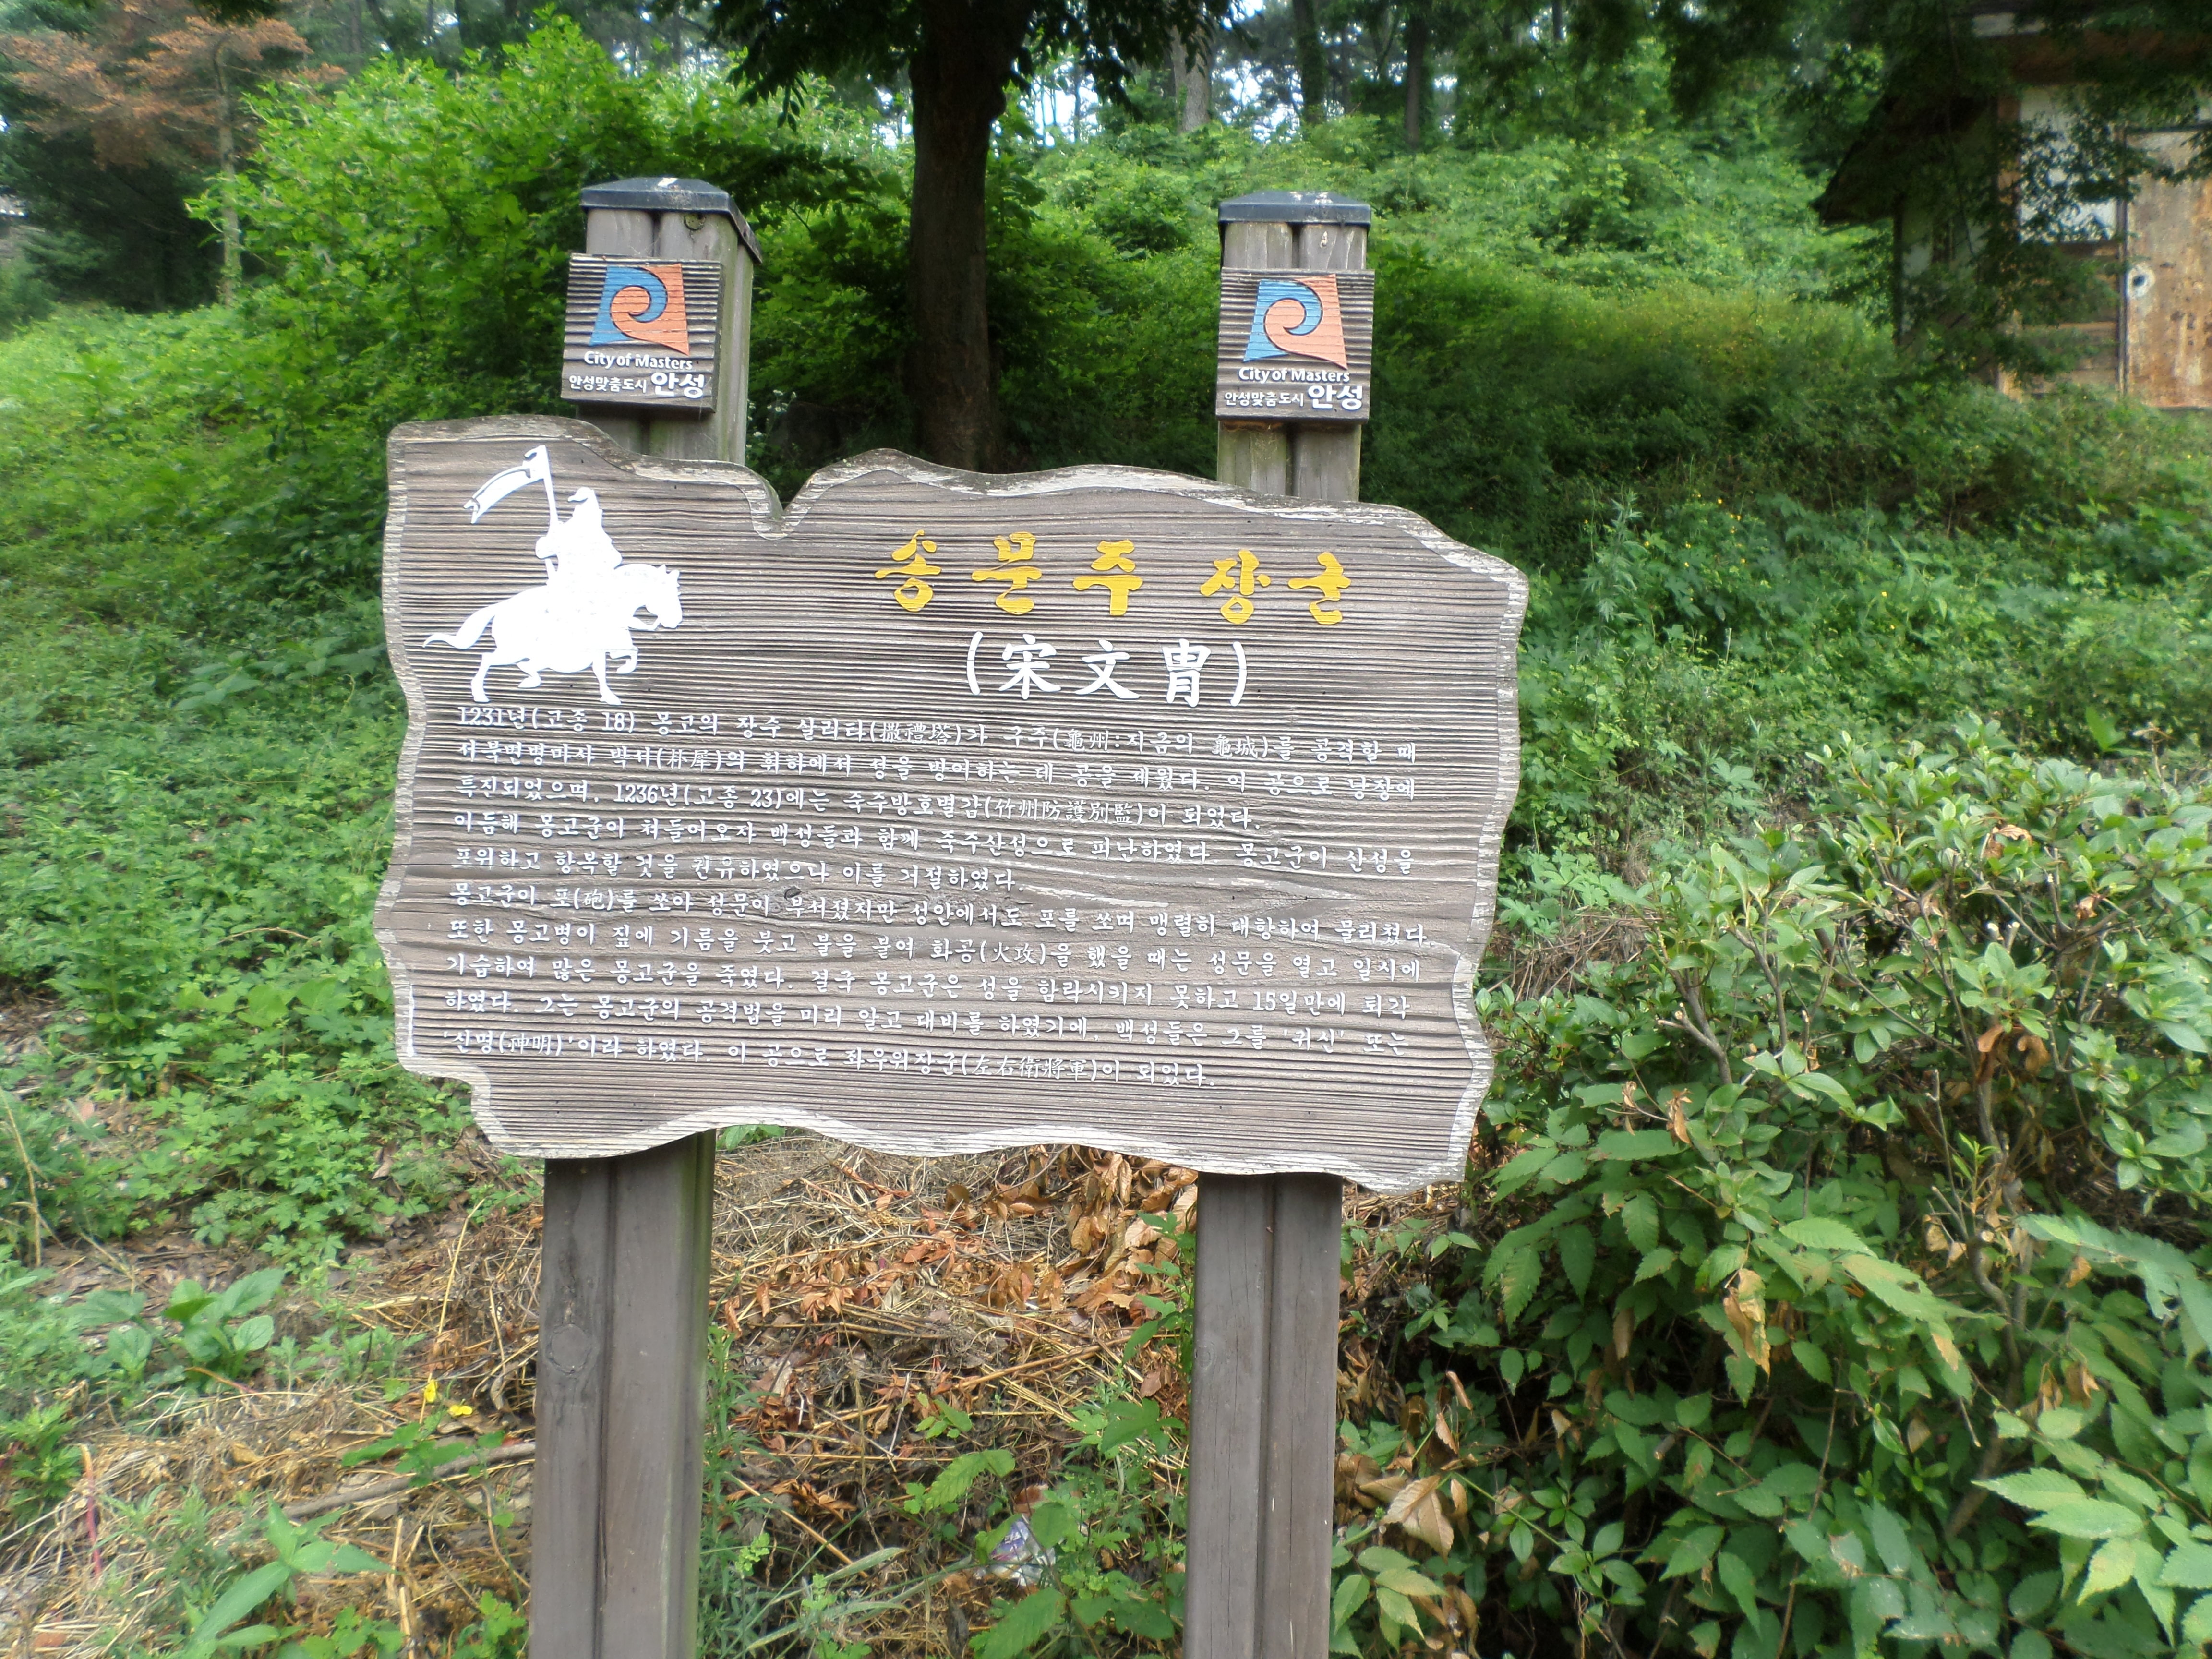 City of Masters
안성맞춤도시 안성
City of Masters
안성맞춤도시 안성
송문주 장군
(宋文胄)
1231년(고종 18) 몽고의 장수 살리타(撒禮塔)가 구주(龜州:지금의 龜城)를 공격할 때
서북면병마사 박서(朴犀)의 휘하에서 성을 방어하는 데 공을 세웠다. 이 공으로 낭장에
특진되었으며, 1236년(고종 23)에는 죽주방호별감(竹州防護別監)이 되었다.
이듬해 몽고군이 쳐들어오자 백성들과 함께 죽주산성으로 피난하였다. 몽고군이 산성을
포위하고 항복할 것을 권유하였으나 이를 거절하였다.
몽고군이 포(砲)를 쏘아 성문이 부서졌지만 성안에서도 포를 쏘며 맹렬히 대항하여 물리쳤다.
또한 몽고병이 짚에 기름을 붓고 불을 붙여 화공(火攻)을 했을 때는 성문을 열고 일시에
기습하여 많은 몽고군을 죽였다. 결국 몽고군은 성을 함락시키지 못하고 15일만에 퇴각
하였다. 그는 몽고군의 공격법을 미리 알고 대비를 하였기에, 백성들은 그를 '귀신' 또는
'신명(神明)'이라 하였다. 이 공으로 좌우위장군(左右衛將軍)이 되었다.